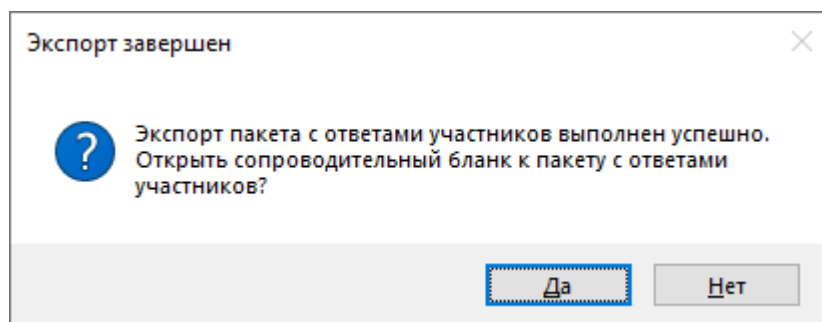 Экспорт завершен
Экспорт пакета с ответами участников выполнен успешно.
Открыть сопроводительный бланк к пакету с ответами
участников?
Да
Нет